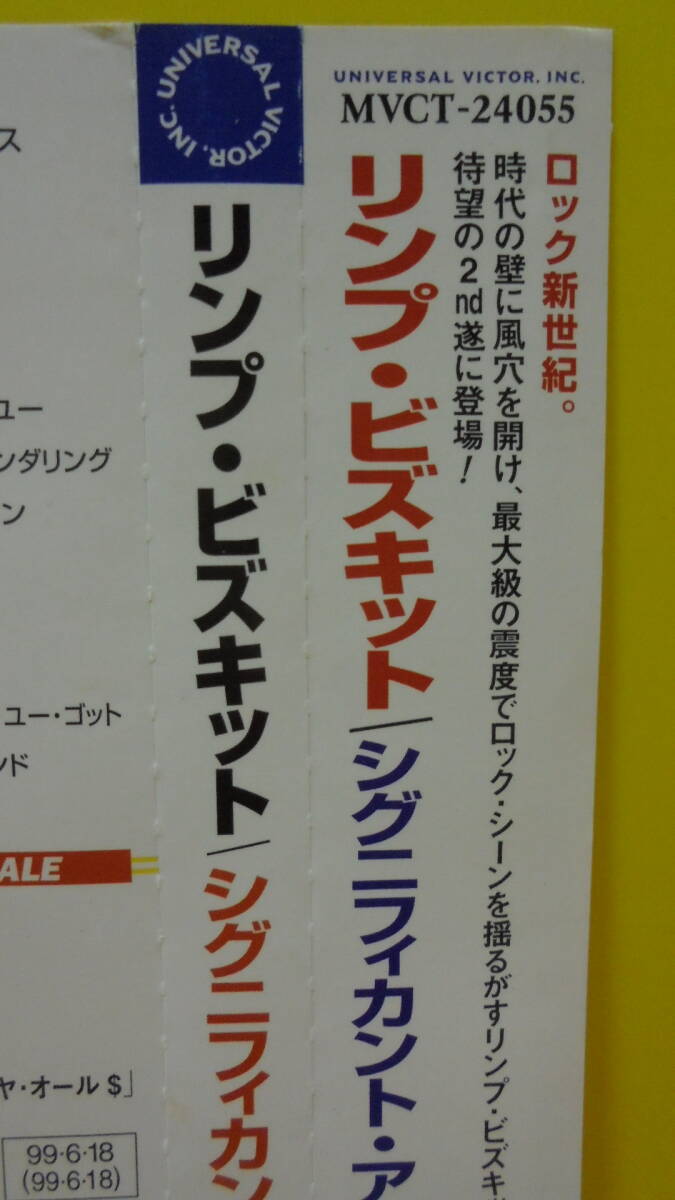 UNIVERSAL VICTOR, INC.
MVCT-24055
ロック新世紀。
時代の壁に風穴を開け、最大級の震度でロック・シーンを揺るがすリンプ・ビズキ
待望の2nd遂に登場!
リンプ・ビズキット/シグニフィカント・ア
UNIVERSAL VICTOR, INC.
リンプ・ビズキット/シグニフィカン
ス
ユー
ンダリング
ン
ユー・ゴット
ンド
ALE
ヤ・オール$」
99・6・18
(99・6・18)